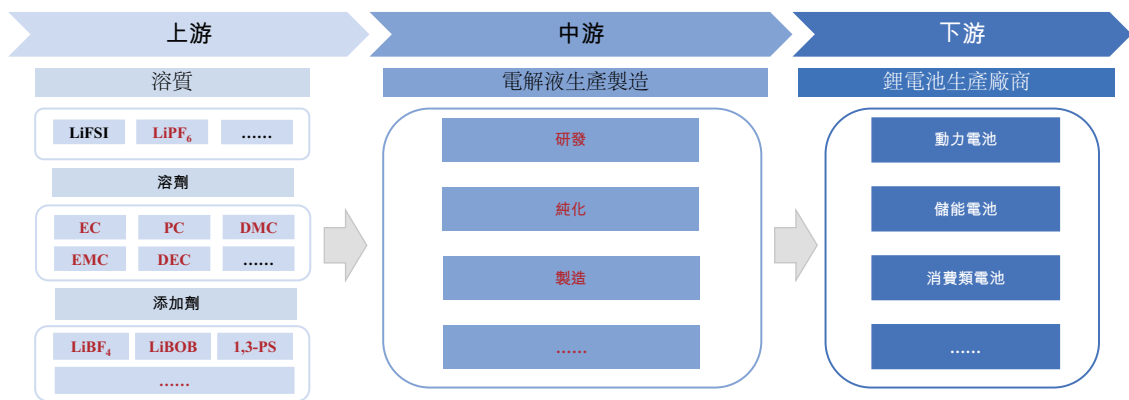 上游
中游
下游
溶質
電解液生產製造
鋰電池生產廠商
LiFSI
LiPF₆
……
溶劑
EC
PC
DMC
EMC
DEC
……
添加劑
LiBF₄
LiBOB
1,3-PS
……
研發
純化
製造
……
動力電池
儲能電池
消費類電池
……